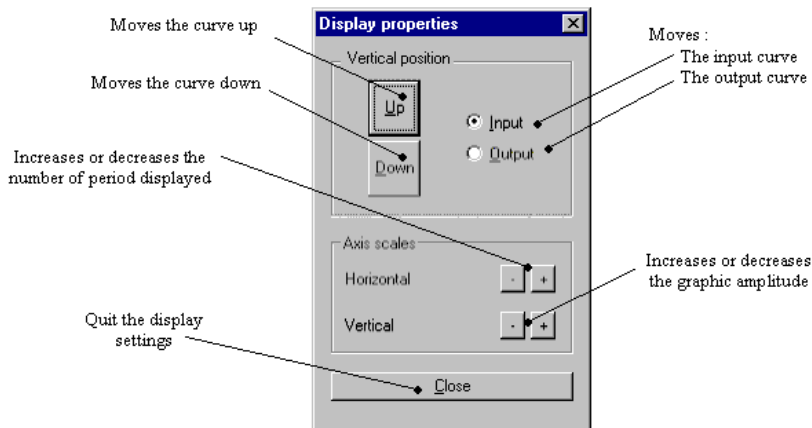 Display properties
Moves the curve up
Moves :
The input curve
The output curve
Vertical position
Moves the curve down
Up
Input
Output
Down
Increases or decreases the
number of period displayed
Axis scales
Horizontal
- +
Increases or decreases
the graphic amplitude
Vertical
- +
Quit the display
settings
Close